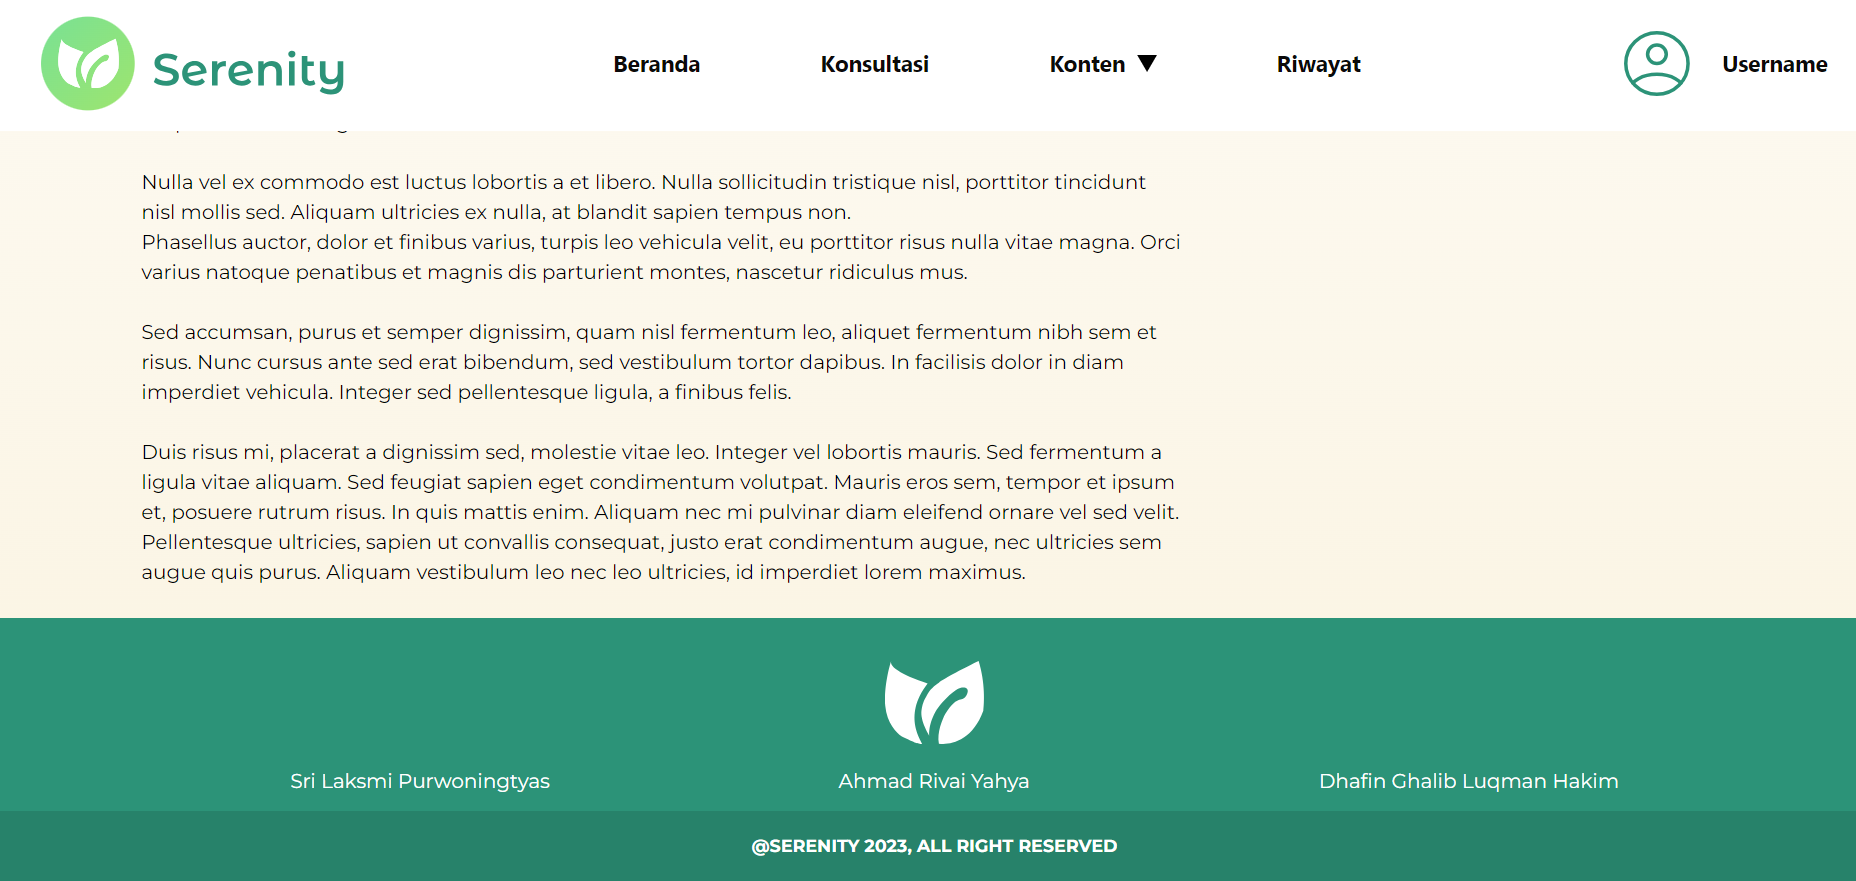 Serenity
Beranda
Konsultasi
Konten ▼
Riwayat
Username
Nulla vel ex commodo est luctus lobortis a et libero. Nulla sollicitudin tristique nisl, porttitor tincidunt
nisl mollis sed. Aliquam ultricies ex nulla, at blandit sapien tempus non.
Phasellus auctor, dolor et finibus varius, turpis leo vehicula velit, eu porttitor risus nulla vitae magna. Orci
varius natoque penatibus et magnis dis parturient montes, nascetur ridiculus mus.
Sed accumsan, purus et semper dignissim, quam nisl fermentum leo, aliquet fermentum nibh sem et
risus. Nunc cursus ante sed erat bibendum, sed vestibulum tortor dapibus. In facilisis dolor in diam
imperdiet vehicula. Integer sed pellentesque ligula, a finibus felis.
Duis risus mi, placerat a dignissim sed, molestie vitae leo. Integer vel lobortis mauris. Sed fermentum a
ligula vitae aliquam. Sed feugiat sapien eget condimentum volutpat. Mauris eros sem, tempor et ipsum
et, posuere rutrum risus. In quis mattis enim. Aliquam nec mi pulvinar diam eleifend ornare vel sed velit.
Pellentesque ultricies, sapien ut convallis consequat, justo erat condimentum augue, nec ultricies sem
augue quis purus. Aliquam vestibulum leo nec leo ultricies, id imperdiet lorem maximus.
Sri Laksmi Purwoningtyas
Ahmad Rivai Yahya
Dhafin Ghalib Luqman Hakim
@SERENITY 2023, ALL RIGHT RESERVED